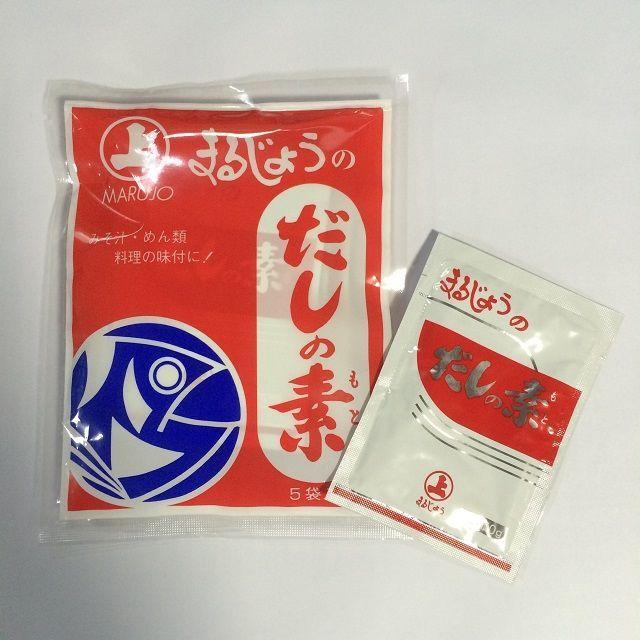 上
MARUJO
まるじょうの
みそ汁・めん類
料理の味付に!
だしの素
もと
5袋
まるじょうの
だしの素
もと
上
まるじょう
0g